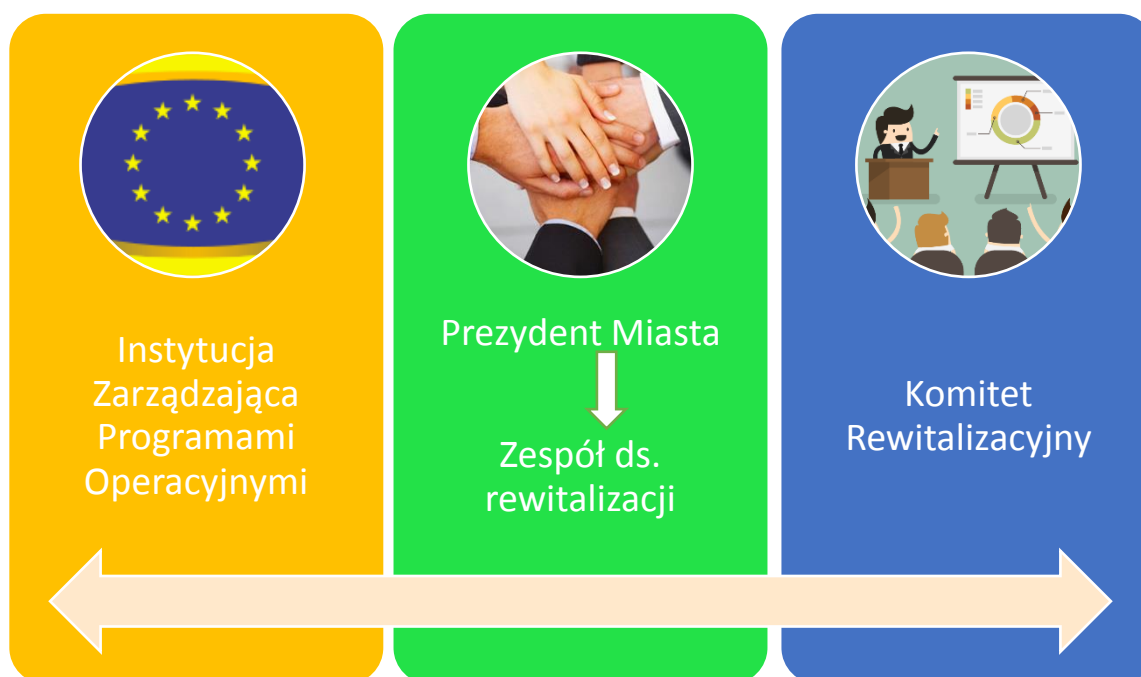 Instytucja
Zarządzająca
Programami
Operacyjnymi
Prezydent Miasta
Zespół ds.
rewitalizacji
Komitet
Rewitalizacyjny